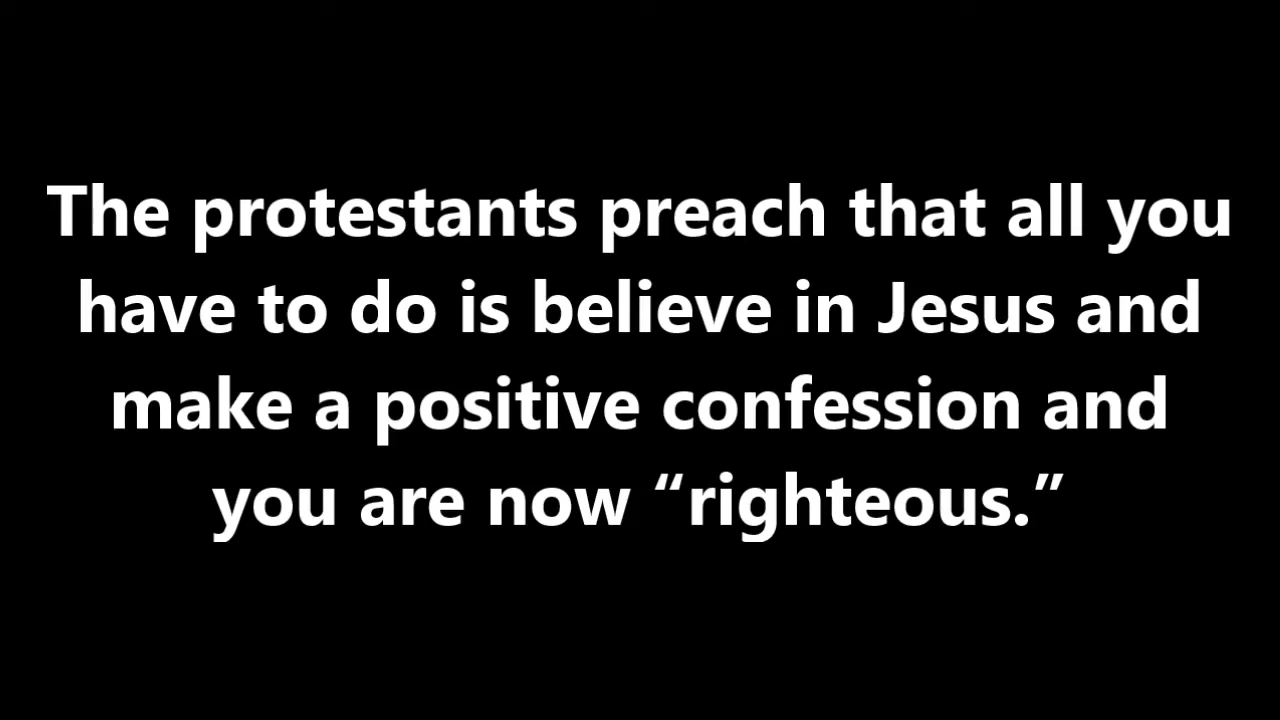 The protestants preach that all you
have to do is believe in Jesus and
make a positive confession and
you are now “righteous.”